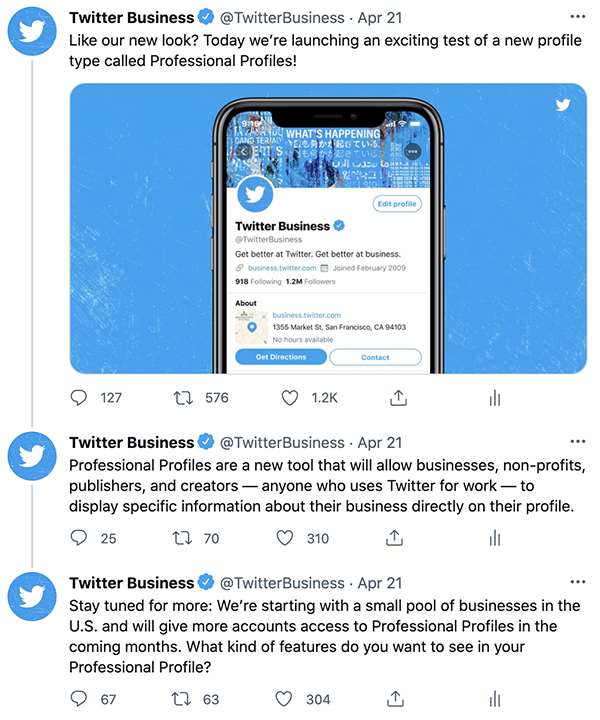 Twitter Business @TwitterBusiness · Apr 21
Like our new look? Today we’re launching an exciting test of a new profile
type called Professional Profiles!
9:16
WHAT'S HAPPENING
Edit profile
Twitter Business
@TwitterBusiness
Get better at Twitter. Get better at business.
business.twitter.com Joined February 2009
918 Following 1.2M Followers
About
business.twitter.com
1355 Market St, San Francisco, CA 94103
No hours available
Get Directions Contact
127 576 1.2K
Twitter Business @TwitterBusiness · Apr 21
Professional Profiles are a new tool that will allow businesses, non-profits,
publishers, and creators — anyone who uses Twitter for work — to
display specific information about their business directly on their profile.
25 70 310
Twitter Business @TwitterBusiness · Apr 21
Stay tuned for more: We’re starting with a small pool of businesses in the
U.S. and will give more accounts access to Professional Profiles in the
coming months. What kind of features do you want to see in your
Professional Profile?
67 63 304